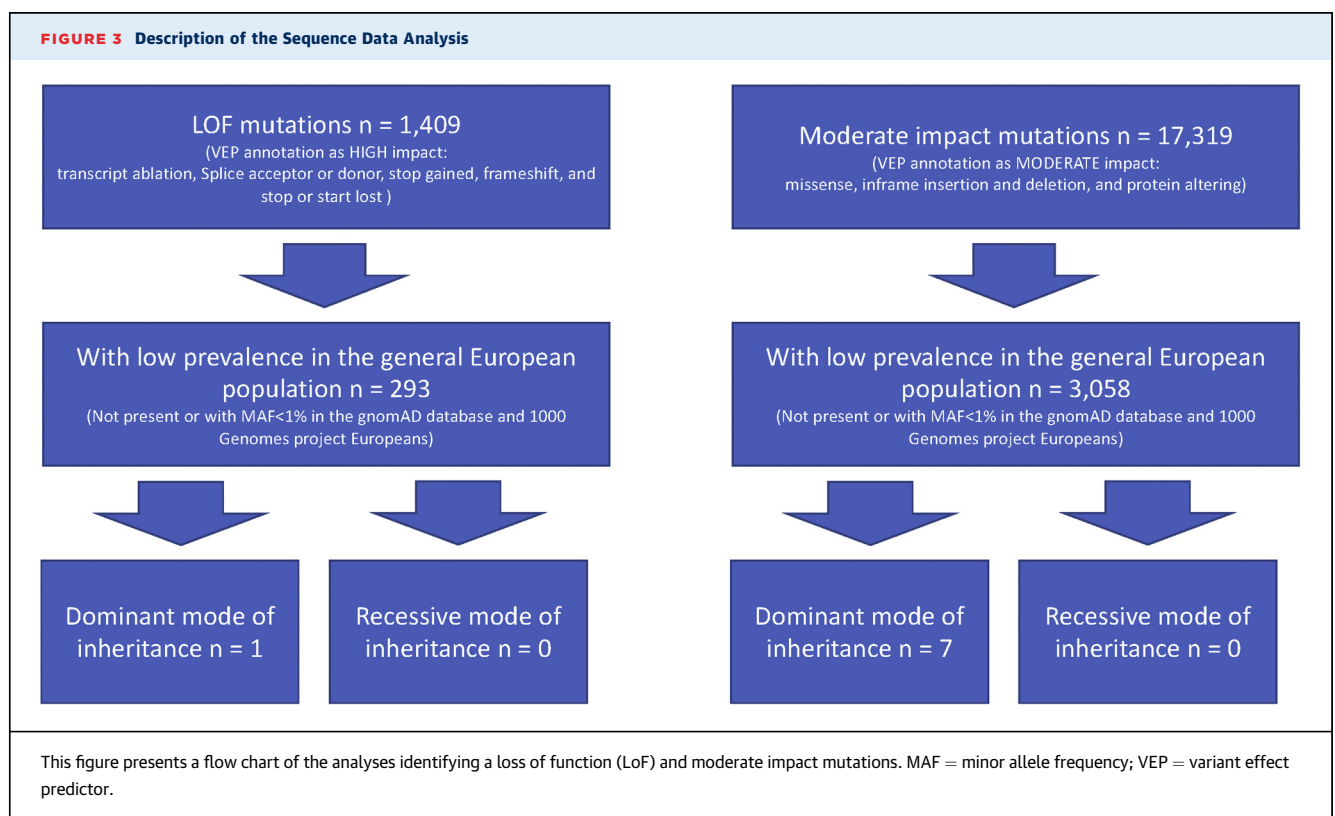 FIGURE 3 Description of the Sequence Data Analysis
LOF mutations n = 1,409
(VEP annotation as HIGH impact:
transcript ablation, Splice acceptor or donor, stop gained, frameshift, and
stop or start lost )
Moderate impact mutations n = 17,319
(VEP annotation as MODERATE impact:
missense, inframe insertion and deletion, and protein altering)
With low prevalence in the general European
population n = 293
(Not present or with MAF<1% in the gnomAD database and 1000
Genomes project Europeans)
With low prevalence in the general European
population n = 3,058
(Not present or with MAF<1% in the gnomAD database and 1000
Genomes project Europeans)
Dominant mode of
inheritance n = 1
Recessive mode of
inheritance n = 0
Dominant mode of
inheritance n = 7
Recessive mode of
inheritance n = 0
This figure presents a flow chart of the analyses identifying a loss of function (LoF) and moderate impact mutations. MAF = minor allele frequency; VEP = variant effect
predictor.